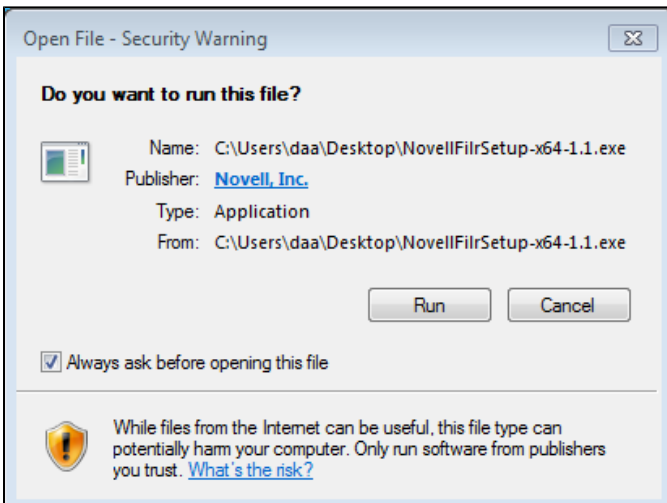 Open File - Security Warning
Do you want to run this file?
Name: C:\Users\daa\Desktop\NovellFilrSetup-x64-1.1.exe
Publisher: Novell, Inc.
Type: Application
From: C:\Users\daa\Desktop\NovellFilrSetup-x64-1.1.exe
Run Cancel
Always ask before opening this file
While files from the Internet can be useful, this file type can
potentially harm your computer. Only run software from publishers
you trust. What's the risk?